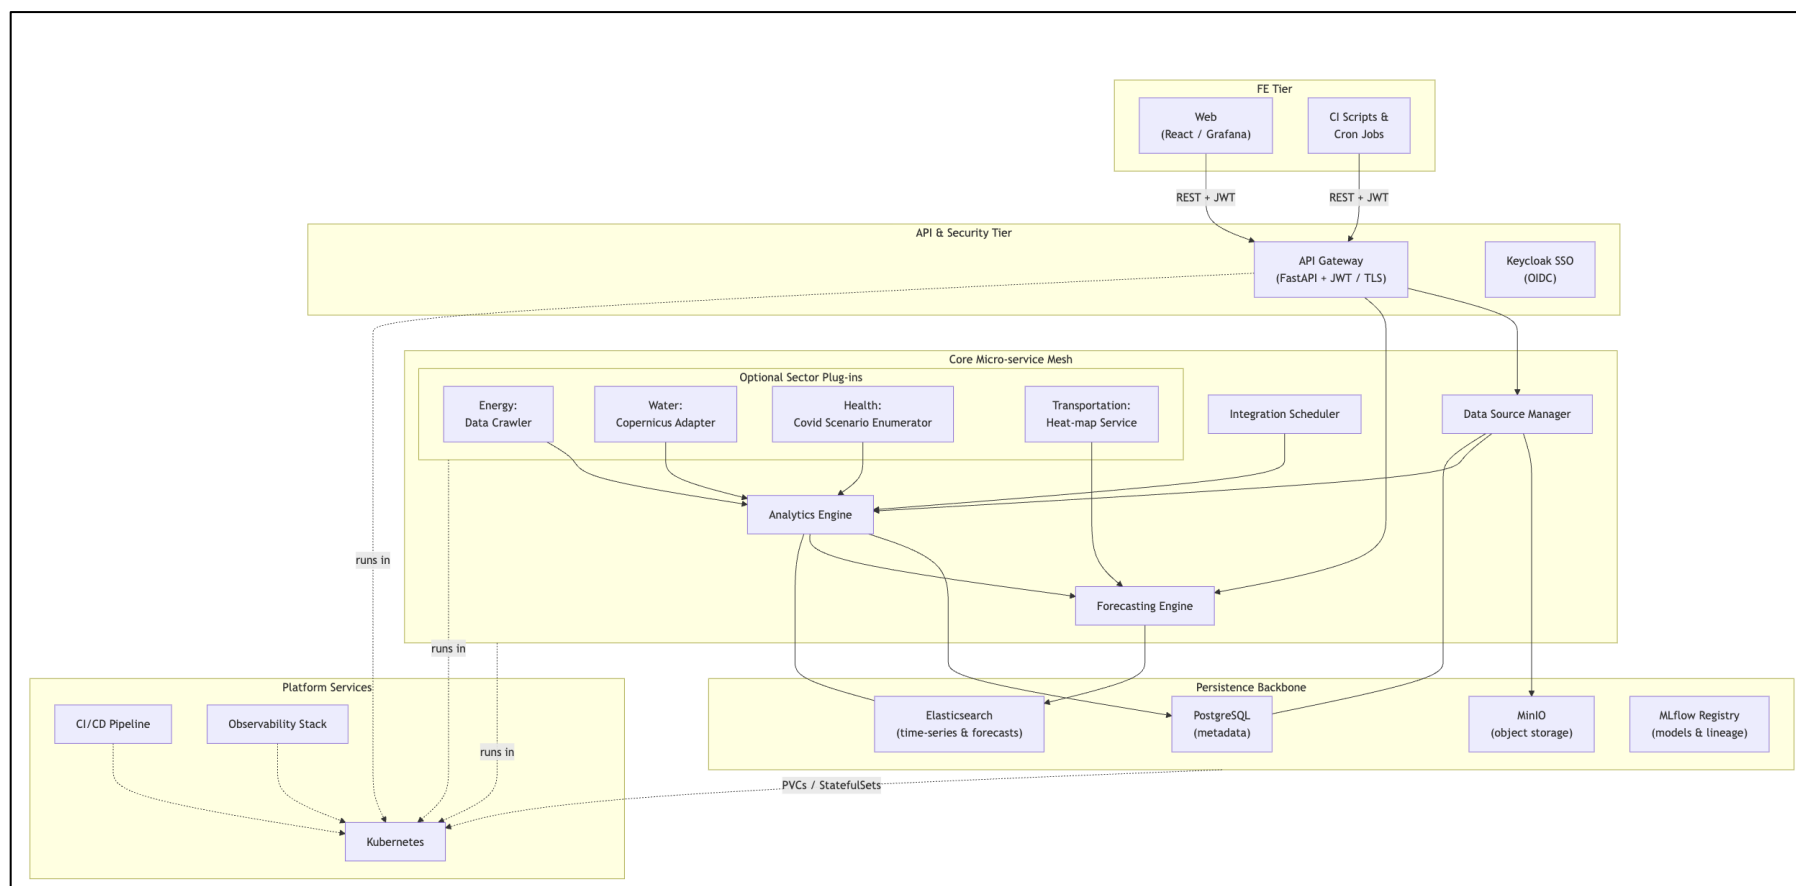 FE Tier
Web
(React / Grafana)
CI Scripts &
Cron Jobs
REST + JWT
REST + JWT
API & Security Tier
API Gateway
(FastAPI + JWT / TLS)
Keycloak SSO
(OIDC)
Core Micro-service Mesh
Optional Sector Plug-ins
Energy:
Data Crawler
Water:
Copernicus Adapter
Health:
Covid Scenario Enumerator
Transportation:
Heat-map Service
Integration Scheduler
Data Source Manager
Analytics Engine
runs in
Forecasting Engine
runs in
runs in
Platform Services
CI/CD Pipeline
Observability Stack
Kubernetes
Persistence Backbone
Elasticsearch
(time-series & forecasts)
PostgreSQL
(metadata)
MinIO
(object storage)
MLflow Registry
(models & lineage)
PVCs / StatefulSets